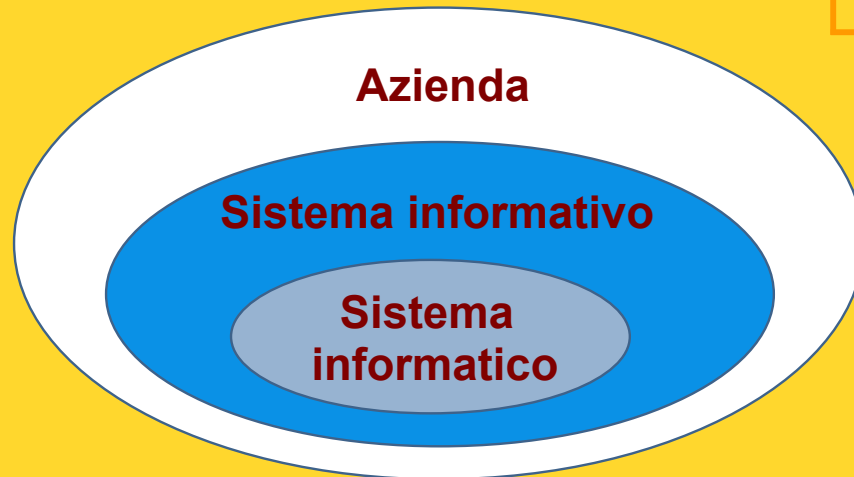 Azienda
Sistema informativo
Sistema
informatico